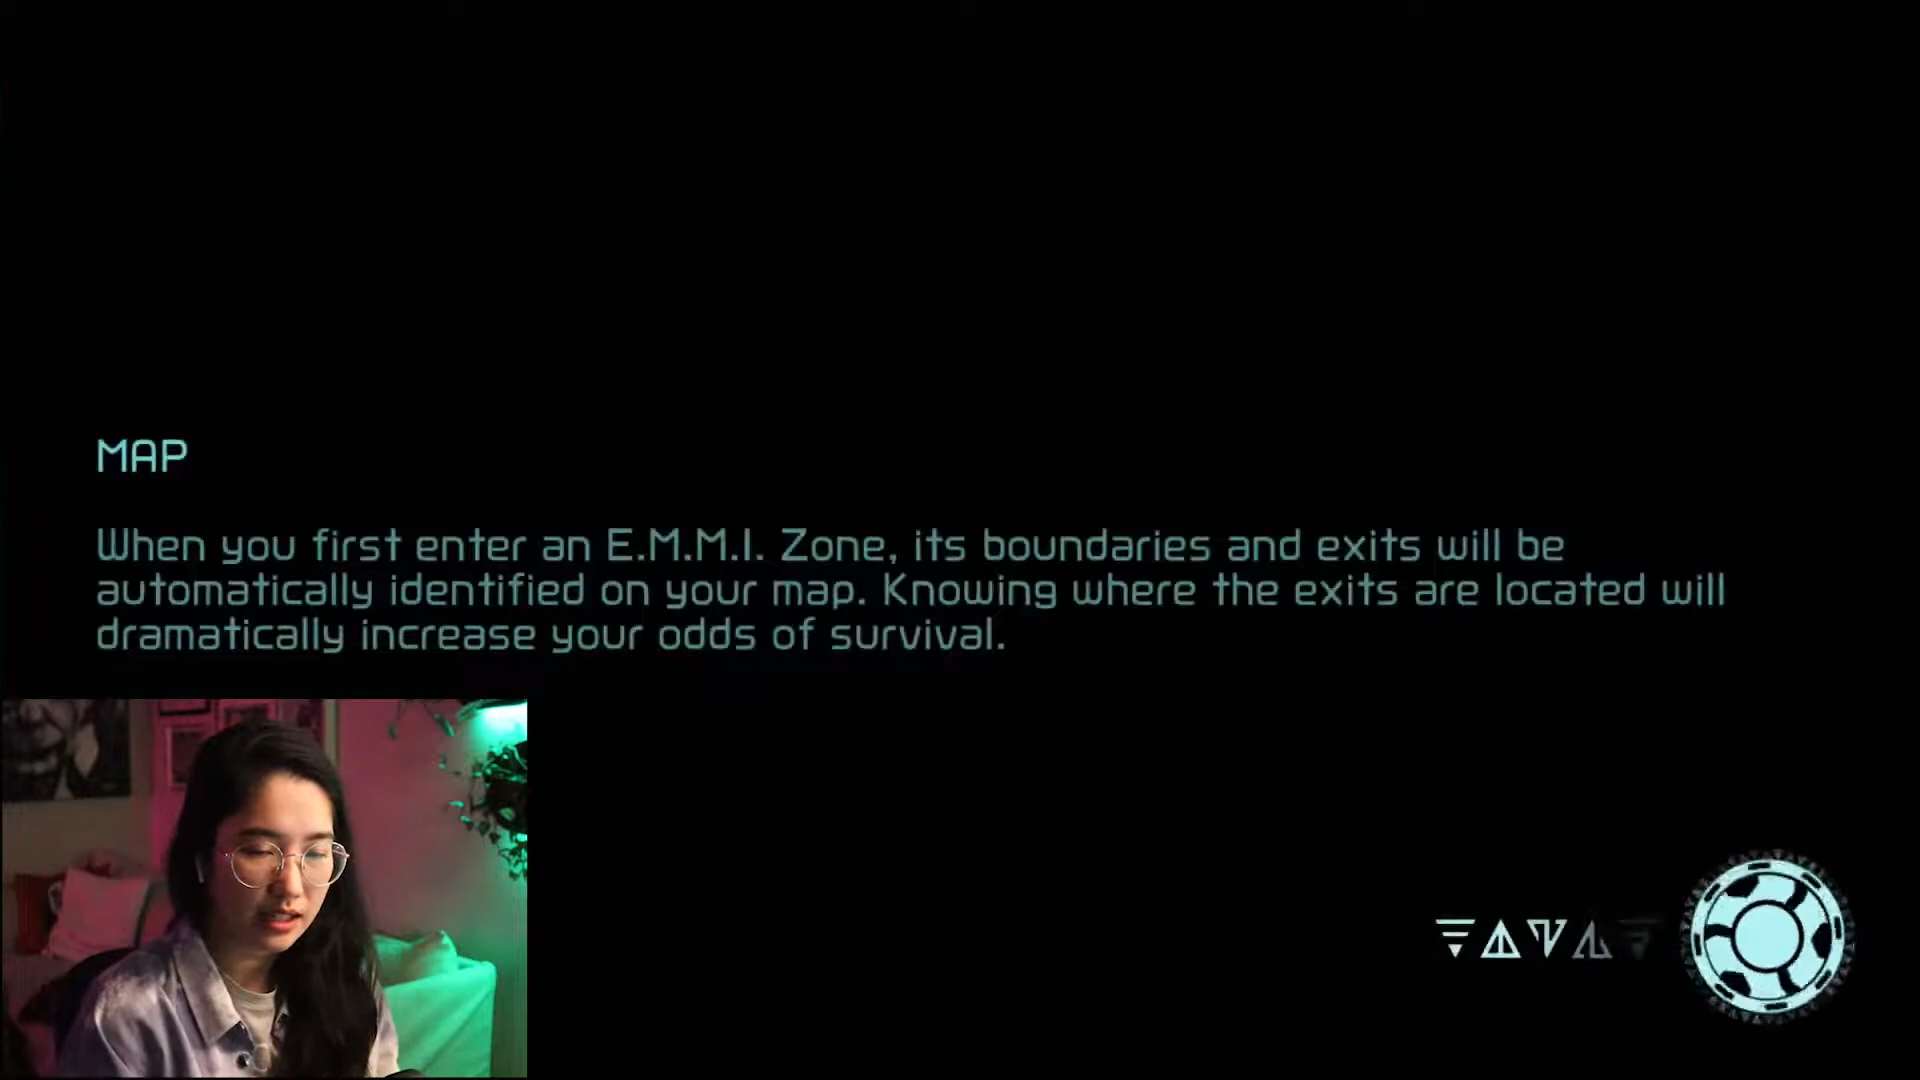 MAP
When you first enter an E.M.M.I. Zone, its boundaries and exits will be
automatically identified on your map. Knowing where the exits are located will
dramatically increase your odds of survival.